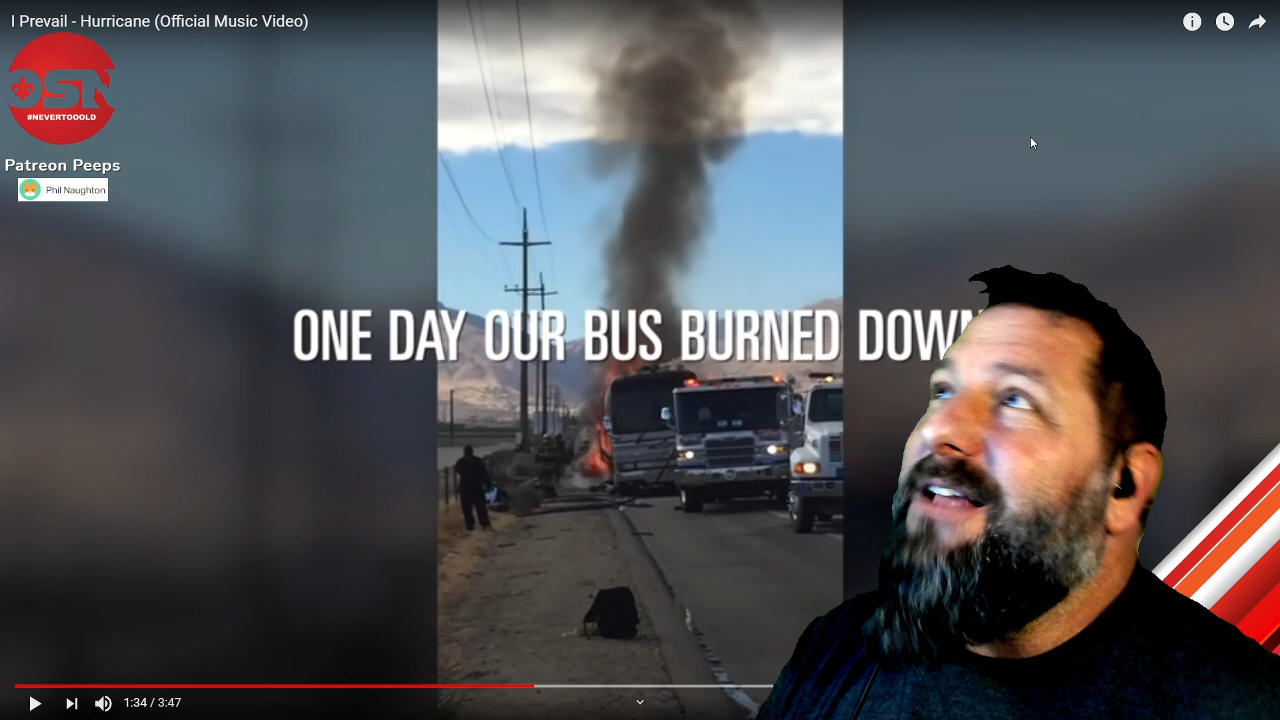 I Prevail - Hurricane (Official Music Video)
OSR
#NEVERTOOOLD
Patreon Peeps
Phil Naughton
ONE DAY OUR BUS BURNED DOWN
1:34 / 3:47